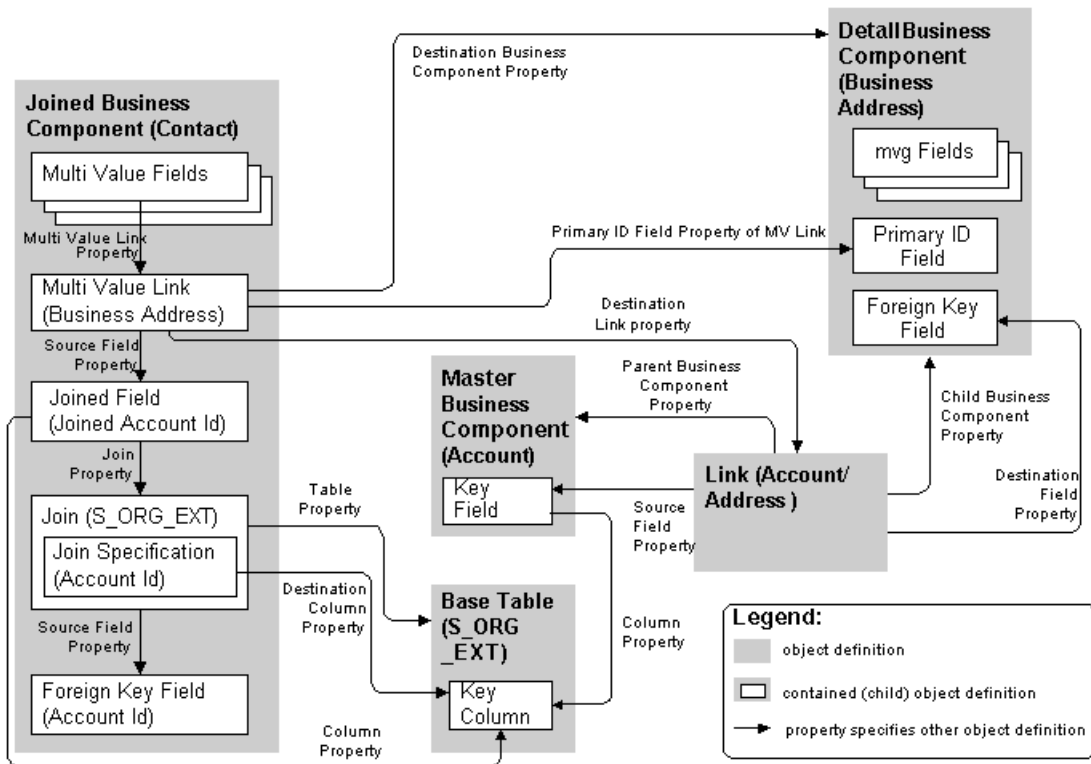 Destination Business
Component Property
Detail Business
Component
(Business
Address)
mvg Fields
Primary ID
Field
Foreign Key
Field
Joined Business
Component (Contact)
Multi Value Fields
Multi Value Link
Property
Multi Value Link
(Business Address)
Source Field
Property
Joined Field
(Joined Account Id)
Join
Property
Join (S_ORG_EXT)
Join Specification
(Account Id)
Source Field
Property
Foreign Key Field
(Account Id)
Primary ID Field Property of MV Link
Destination
Link property
Parent Business
Component
Property
Master
Business
Component
(Account)
Key
Field
Child Business
Component
Property
Link (Account/
Address )
Source
Field
Property
Destination
Field
Property
Table
Property
Destination
Column
Property
Base Table
(S_ORG
_EXT)
Key
Column
Column
Property
Column
Property
Legend:
object definition
contained (child) object definition
property specifies other object definition